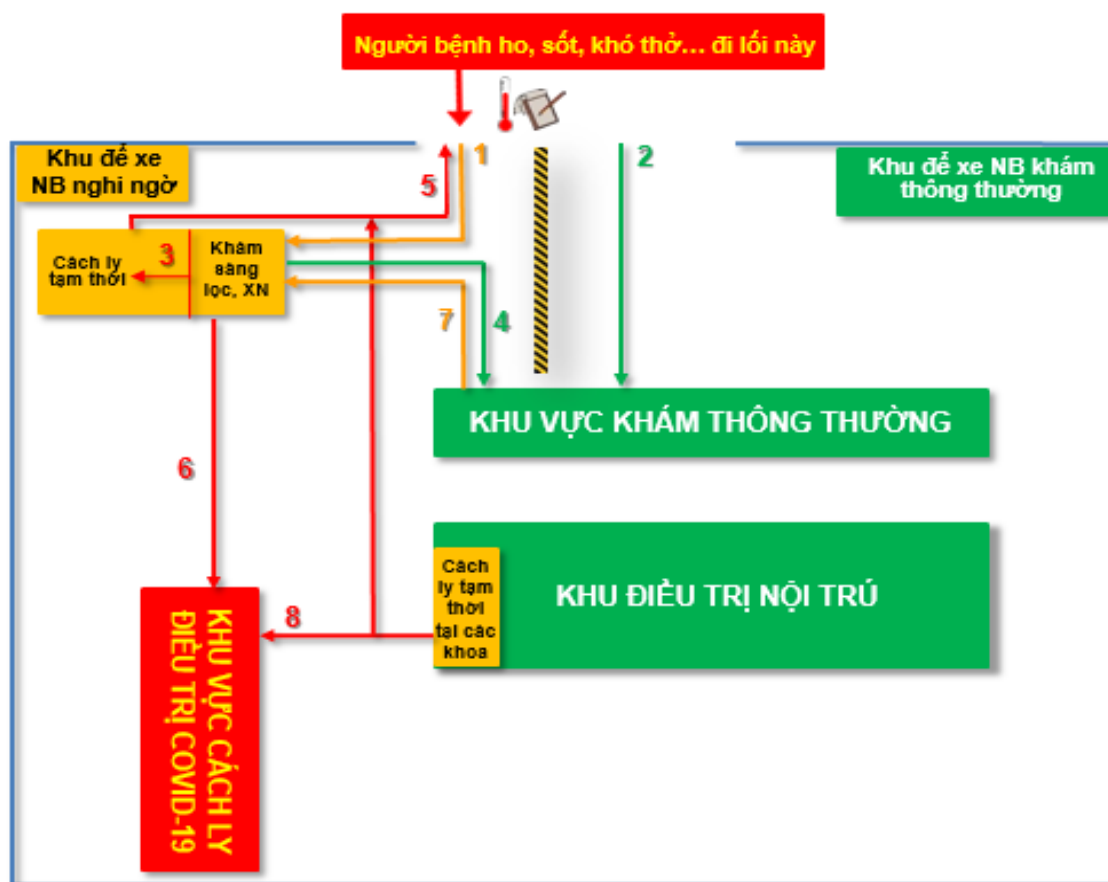 Người bệnh ho, sốt, khó thở... đi lối này
Khu để xe
NB nghi ngờ
1
2
Khu để xe NB khám
thông thường
5
Cách ly
tạm thời
3
Khám
sàng
lọc, XN
7
4
KHU VỰC KHÁM THÔNG THƯỜNG
6
Cách
ly tạm
thời
tại các
khoa
KHU ĐIỀU TRỊ NỘI TRÚ
8
KHU VỰC CÁCH LY
ĐIỀU TRỊ COVID-19